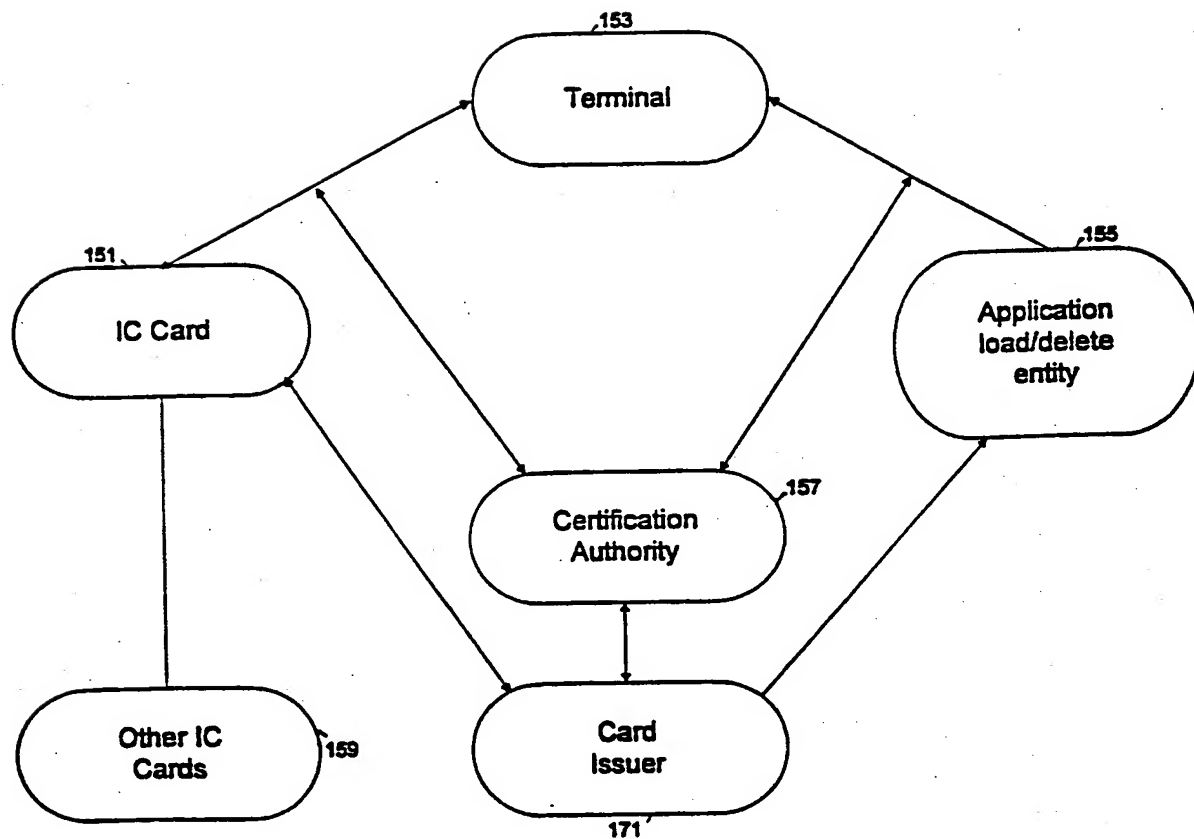 153
Terminal
151
IC Card
155
Application
load/delete
entity
157
Certification
Authority
159
Other IC
Cards
Card
Issuer
171